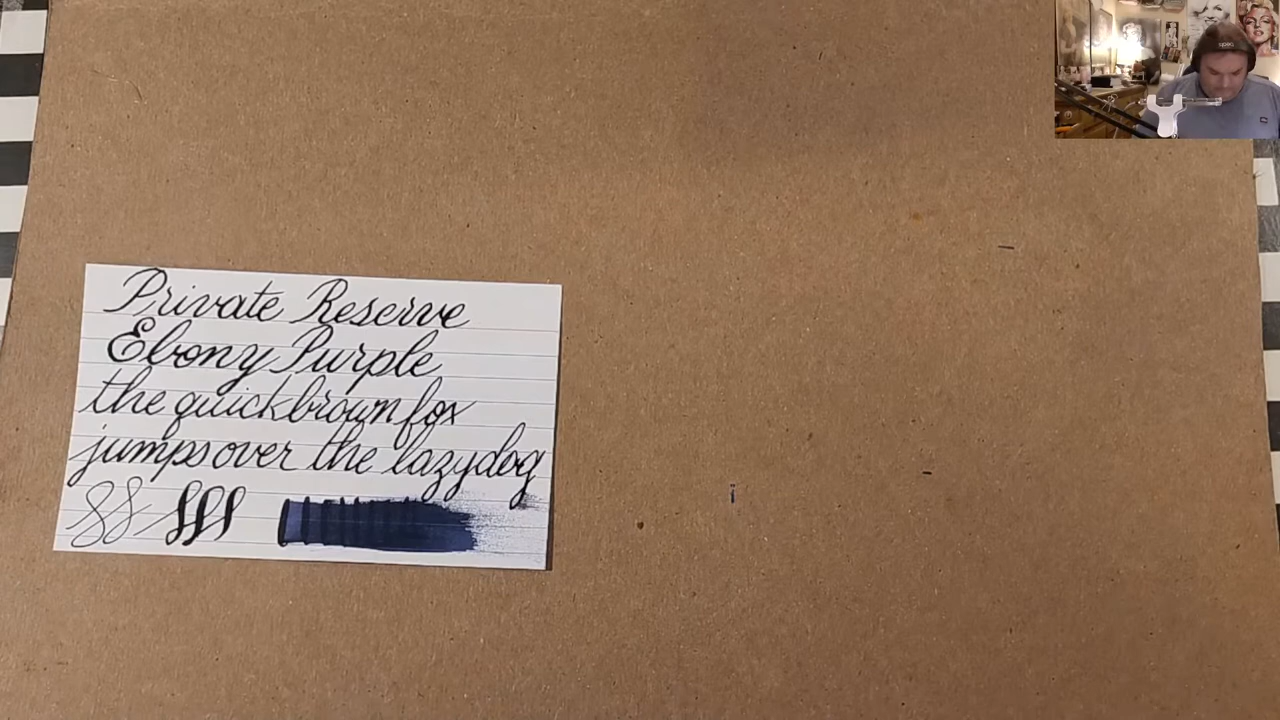 Private Reserve
Ebony Purple
the quick brown fox
jumps over the lazy dog